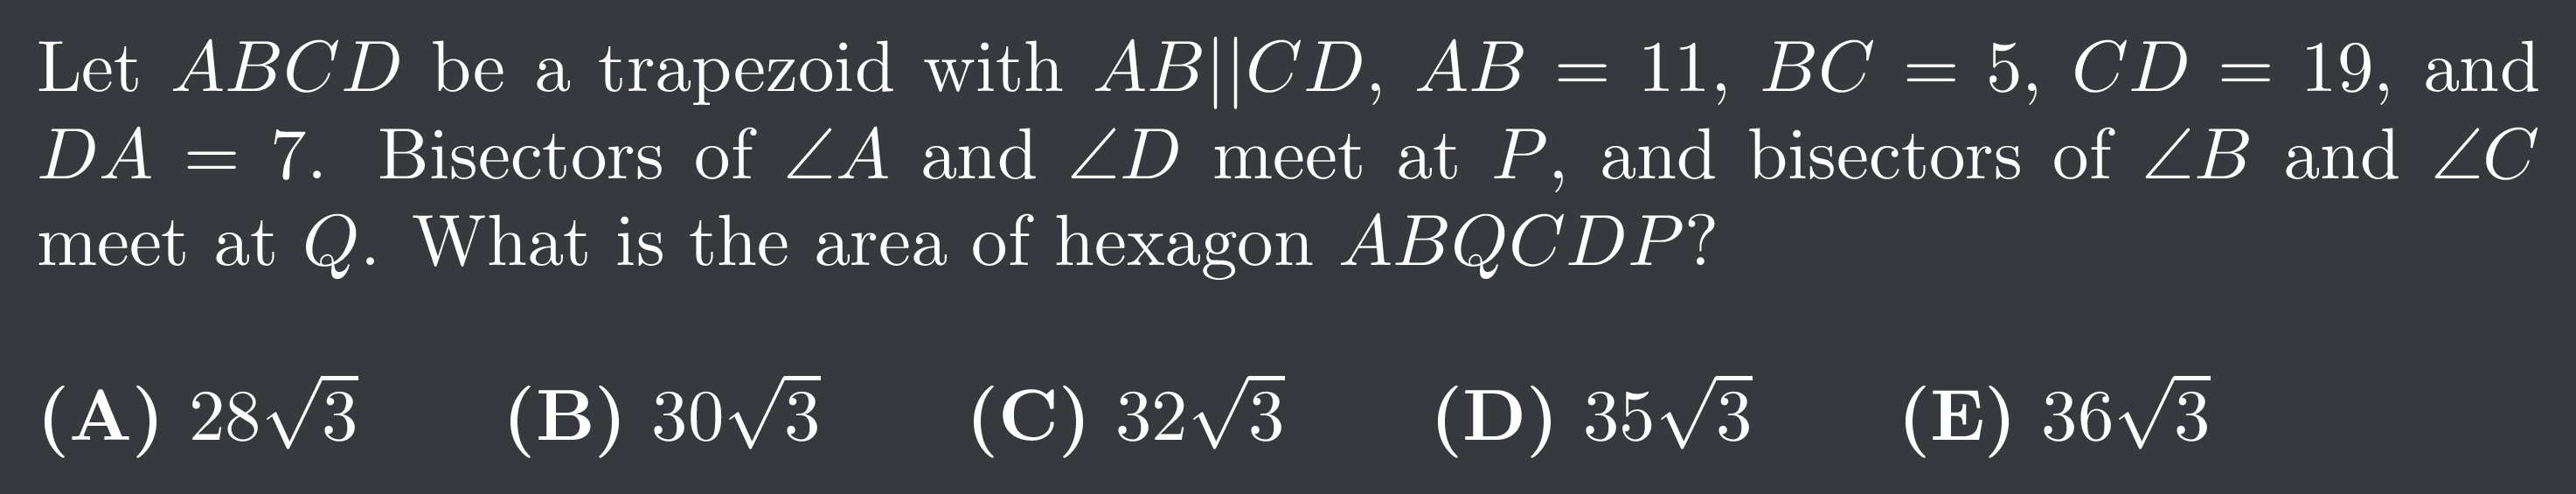 Let ABCD be a trapezoid with AB||CD, AB = 11, BC = 5, CD = 19, and
DA = 7. Bisectors of ∠A and ∠D meet at P, and bisectors of ∠B and ∠C
meet at Q. What is the area of hexagon ABQCDP?
(A) 28√3 (B) 30√3 (C) 32√3 (D) 35√3 (E) 36√3